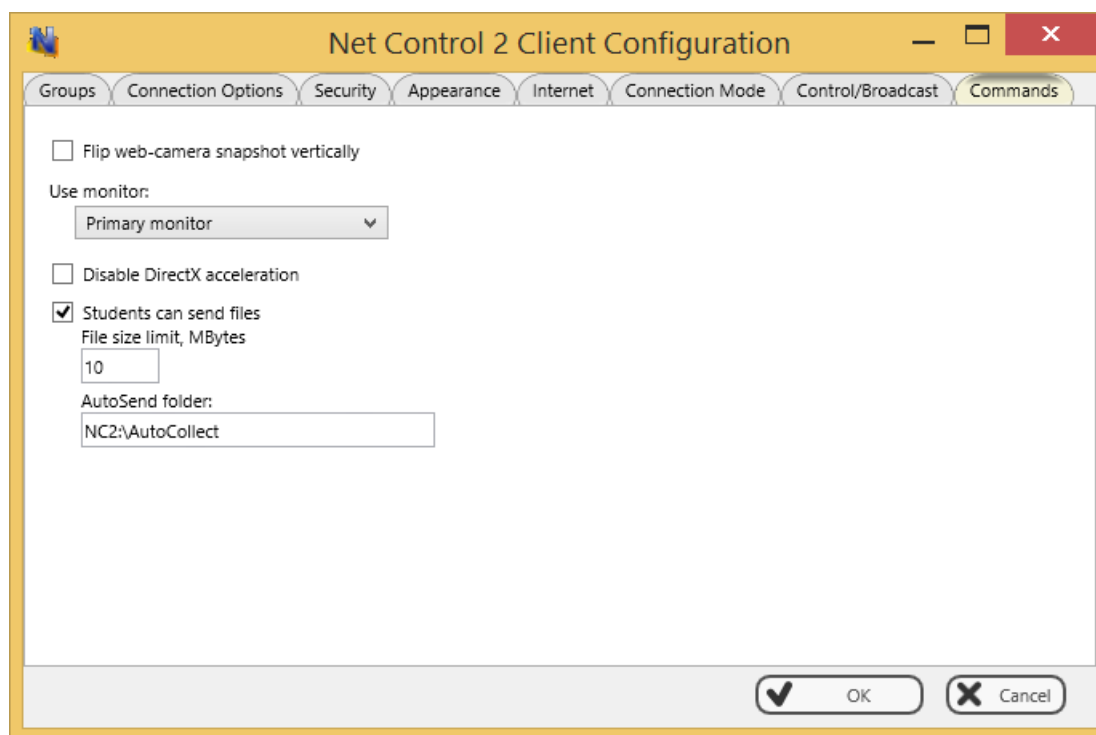 Net Control 2 Client Configuration
Groups Connection Options Security Appearance Internet Connection Mode Control/Broadcast Commands
Flip web-camera snapshot vertically
Use monitor:
Primary monitor
Disable DirectX acceleration
Students can send files
File size limit, MBytes
10
AutoSend folder:
NC2:\AutoCollect
OK Cancel